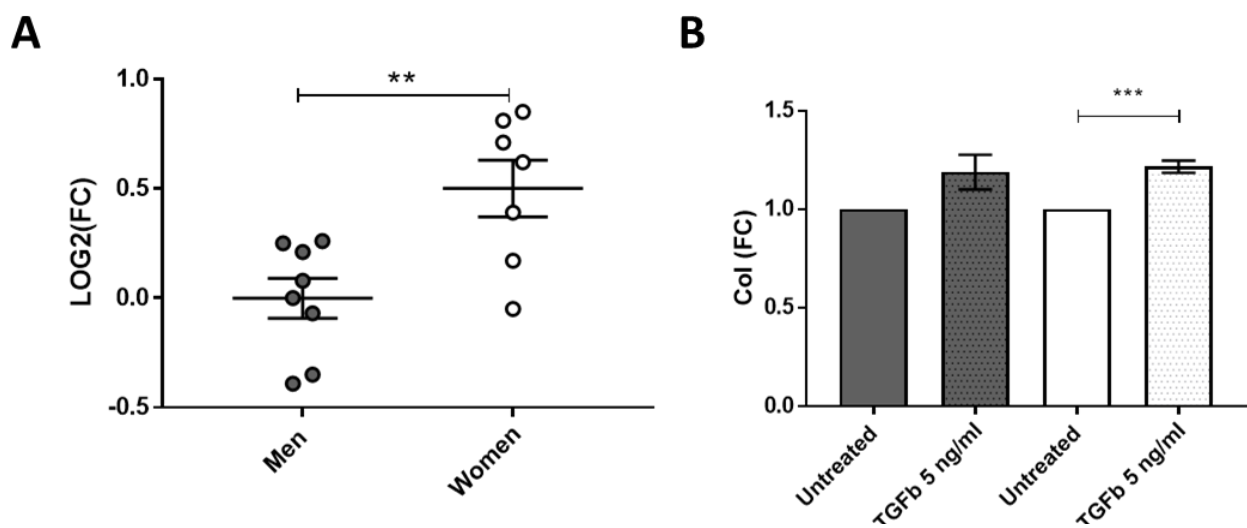 A
LOG2(FC)
1.0
0.5
0.0
-0.5
**
Men
Women
B
Col (FC)
1.5
1.0
0.5
0.0
***
Untreated
TGFb 5 ng/ml
Untreated
TGFb 5 ng/ml